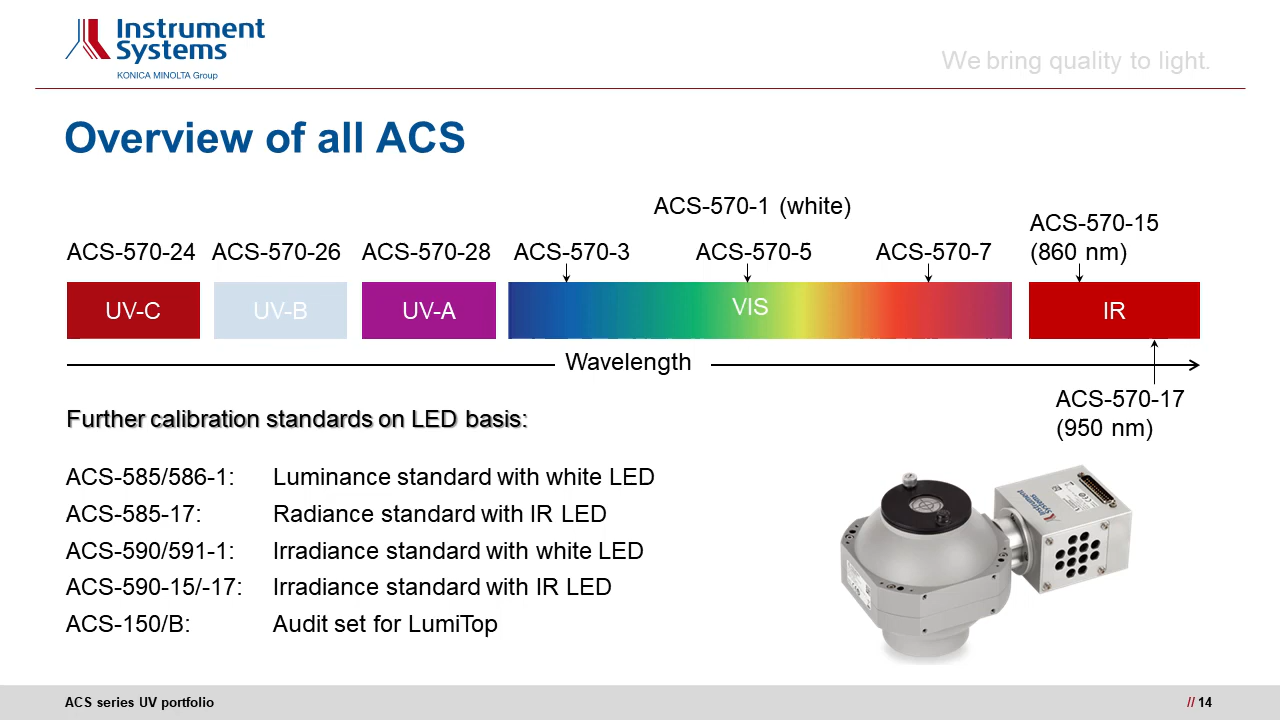 Instrument
Systems
KONICA MINOLTA Group
We bring quality to light.
Overview of all ACS
ACS-570-1 (white)
ACS-570-15
(860 nm)
ACS-570-24
ACS-570-26
ACS-570-28
ACS-570-3
ACS-570-5
ACS-570-7
UV-C
UV-B
UV-A
VIS
IR
Wavelength
ACS-570-17
(950 nm)
Further calibration standards on LED basis:
ACS-585/586-1: Luminance standard with white LED
ACS-585-17: Radiance standard with IR LED
ACS-590/591-1: Irradiance standard with white LED
ACS-590-15/-17: Irradiance standard with IR LED
ACS-150/B: Audit set for LumiTop
Instrument
Systems
ACS series UV portfolio
// 14